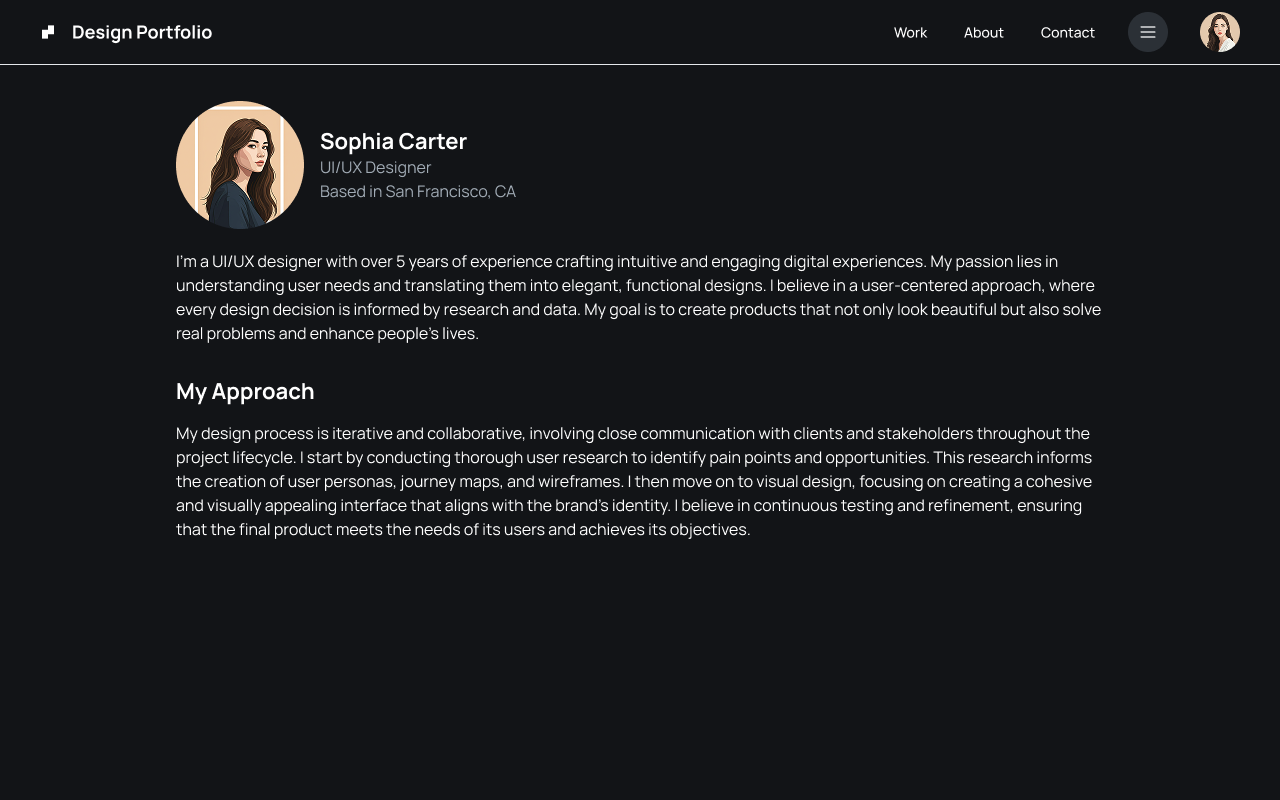 Design Portfolio
Work
About
Contact
Sophia Carter
UI/UX Designer
Based in San Francisco, CA
I'm a UI/UX designer with over 5 years of experience crafting intuitive and engaging digital experiences. My passion lies in
understanding user needs and translating them into elegant, functional designs. I believe in a user-centered approach, where
every design decision is informed by research and data. My goal is to create products that not only look beautiful but also solve
real problems and enhance people's lives.
My Approach
My design process is iterative and collaborative, involving close communication with clients and stakeholders throughout the
project lifecycle. I start by conducting thorough user research to identify pain points and opportunities. This research informs
the creation of user personas, journey maps, and wireframes. I then move on to visual design, focusing on creating a cohesive
and visually appealing interface that aligns with the brand's identity. I believe in continuous testing and refinement, ensuring
that the final product meets the needs of its users and achieves its objectives.